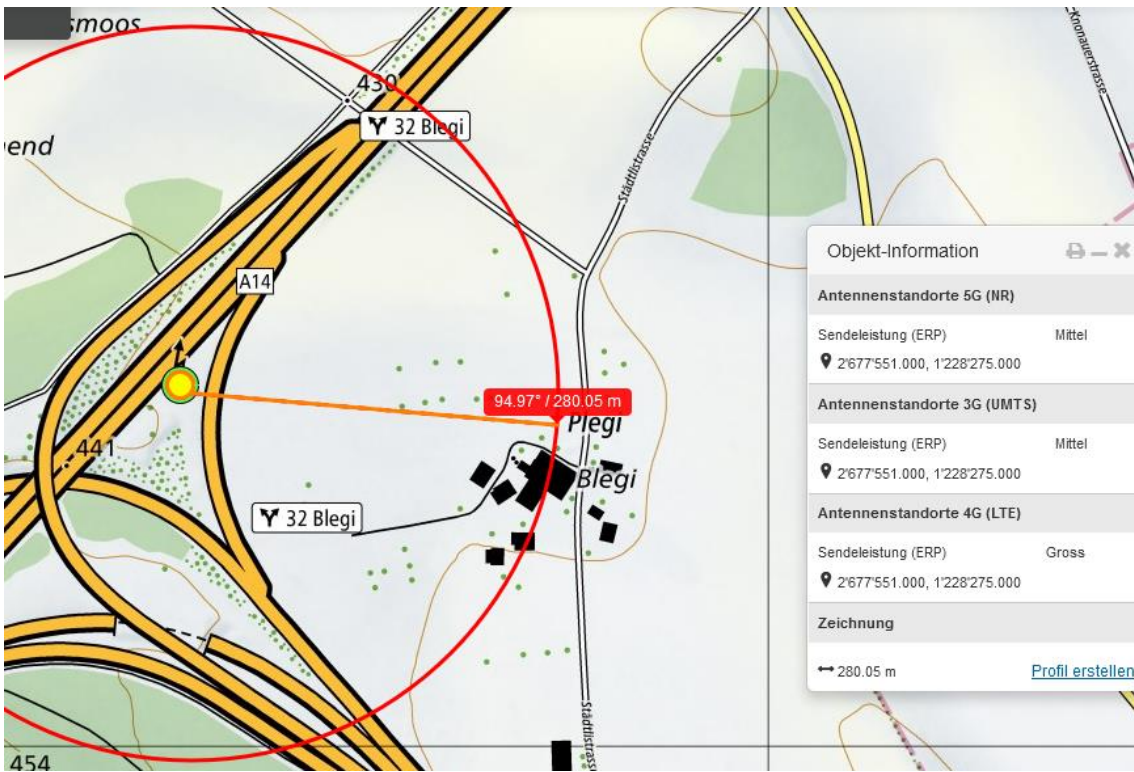 smoos
430
32 Blegi
end
Städtlistrasse
Knonauerstrasse
A14
94.97° / 280.05 m
Plegi
441
Blegi
32 Blegi
Städtlistrasse
454
Objekt-Information
Antennenstandorte 5G (NR)
Sendeleistung (ERP) Mittel
2'677'551.000, 1'228'275.000
Antennenstandorte 3G (UMTS)
Sendeleistung (ERP) Mittel
2'677'551.000, 1'228'275.000
Antennenstandorte 4G (LTE)
Sendeleistung (ERP) Gross
2'677'551.000, 1'228'275.000
Zeichnung
280.05 m Profil erstellen